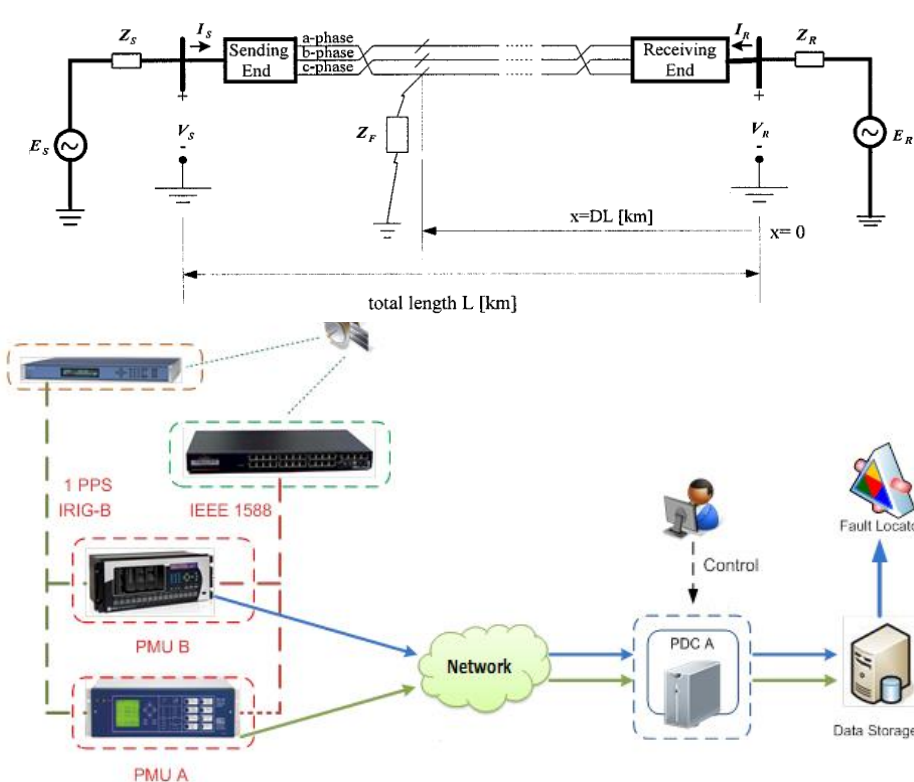 Z_S I_S I_R Z_R
a-phase
Sending b-phase Receiving
End c-phase End
V_S Z_F V_R
E_S E_R
+ +
- -
x=DL [km]
x= 0
total length L [km]
1 PPS
IRIG-B IEEE 1588
Control
Fault Locato
PMU B
Network
PDC A
Data Storage
PMU A